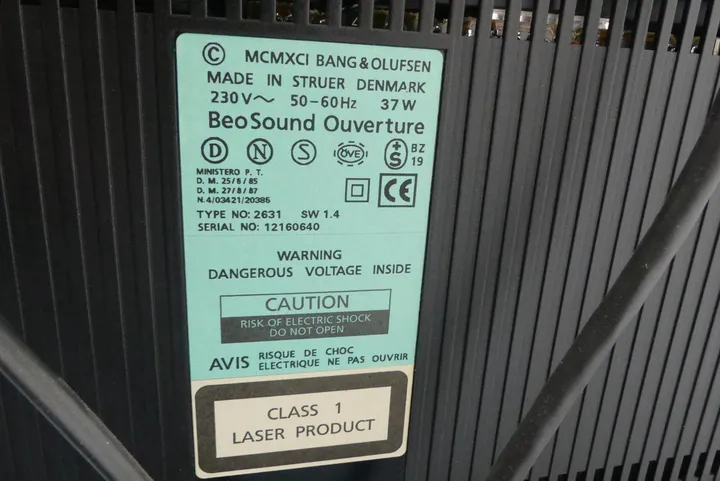 © MCMXCI BANG & OLUFSEN
MADE IN STRUER DENMARK
230V~ 50-60Hz 37W
BeoSound Ouverture
D N S ÖVE +S BZ 19
MINISTERO P. T.
D. M. 25/6/85
D. M. 27/8/87
N.4/03421/20385
CE
TYPE NO: 2631 SW 1.4
SERIAL NO: 12160640
WARNING
DANGEROUS VOLTAGE INSIDE
CAUTION
RISK OF ELECTRIC SHOCK
DO NOT OPEN
AVIS RISQUE DE CHOC
ELECTRIQUE NE PAS OUVRIR
CLASS 1
LASER PRODUCT